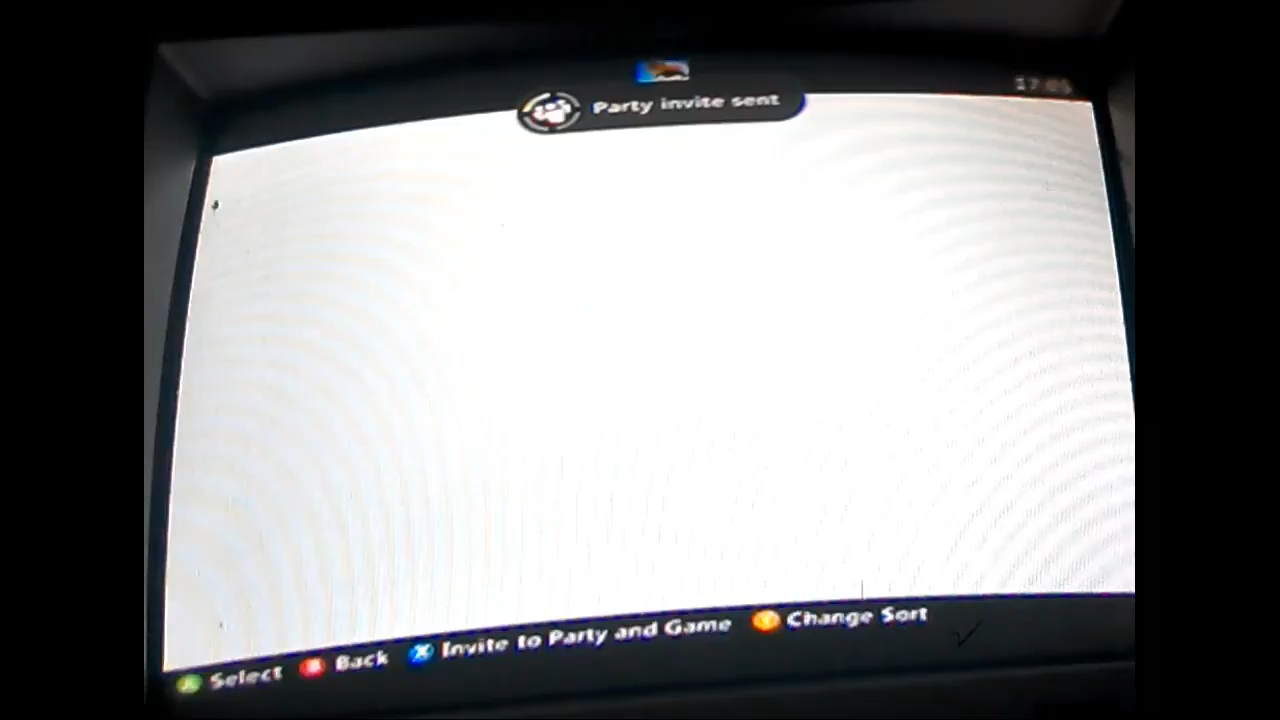 Party invite sent
A Select B Back X Invite to Party and Game Y Change Sort